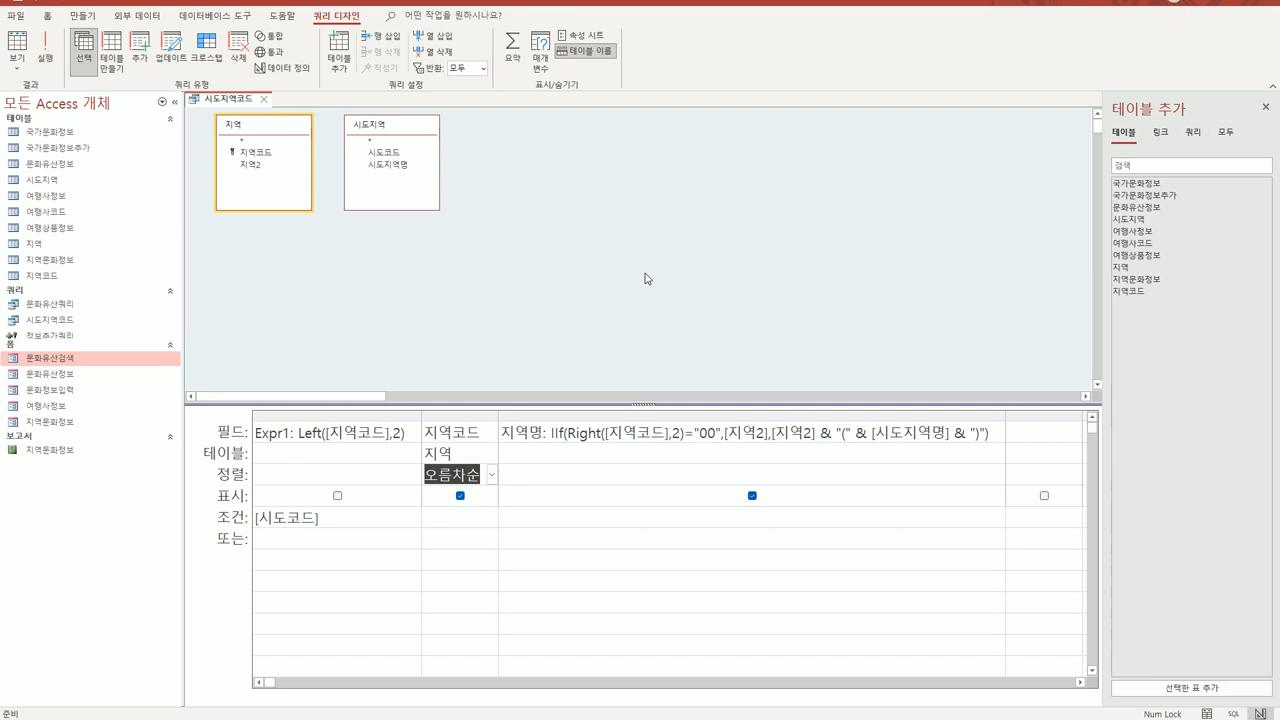 파일 홈 만들기 외부 데이터 데이터베이스 도구 도움말 쿼리 디자인 어떤 작업을 원하시나요?
보기 실행 선택 테이블 만들기 추가 업데이트 크로스탭 삭제 통합 통과 데이터 정의 테이블 추가 행 삽입 행 삭제 작성기 열 삽입 열 삭제 반환: 모두 요약 매개 변수 속성 시트 테이블 이름
결과 쿼리 유형 쿼리 설정 표시/숨기기
모든 Access 개체
테이블
국가문화정보
국가문화정보추가
문화유산정보
시도지역
여행사정보
여행사코드
여행상품정보
지역
지역문화정보
지역코드
쿼리
문화유산쿼리
시도지역코드
정보추가쿼리
폼
문화유산검색
문화유산정보
문화정보입력
여행사정보
지역문화정보
보고서
지역문화정보
시도지역코드
지역
*
지역코드
지역2
시도지역
*
시도코드
시도지역명
필드: Expr1: Left([지역코드],2) 지역코드 지역명: IIf(Right([지역코드],2)="00",[지역2],[지역2] & "(" & [시도지역명] & ")")
테이블: 지역
정렬: 오름차순
표시:
조건: [시도코드]
또는:
테이블 추가
테이블 링크 쿼리 모두
검색
국가문화정보
국가문화정보추가
문화유산정보
시도지역
여행사정보
여행사코드
여행상품정보
지역
지역문화정보
지역코드
선택한 표 추가
준비 Num Lock SQL